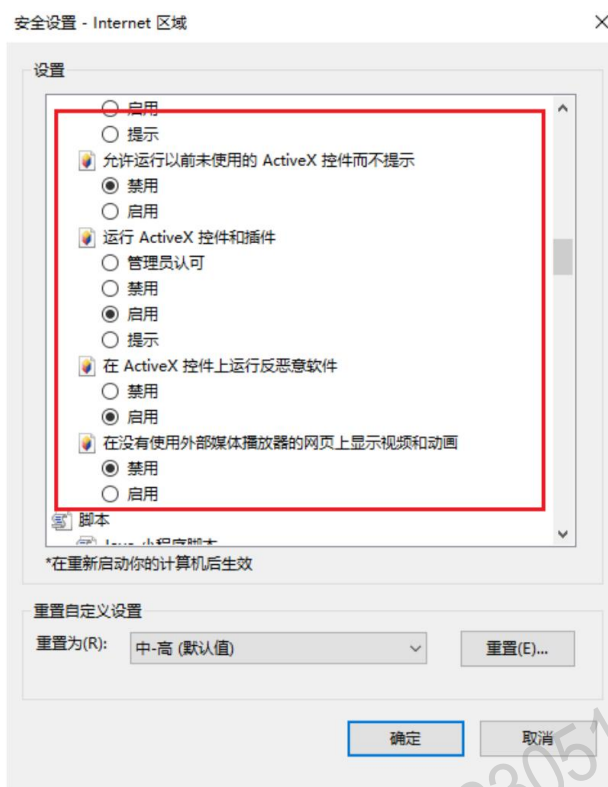 安全设置 - Internet 区域
设置
启用
提示
允许运行以前未使用的 ActiveX 控件而不提示
禁用
启用
运行 ActiveX 控件和插件
管理员认可
禁用
启用
提示
在 ActiveX 控件上运行反恶意软件
禁用
启用
在没有使用外部媒体播放器的网页上显示视频和动画
禁用
启用
脚本
Java 小程序脚本
*在重新启动你的计算机后生效
重置自定义设置
重置为(R):
中-高 (默认值)
重置(E)...
确定
取消